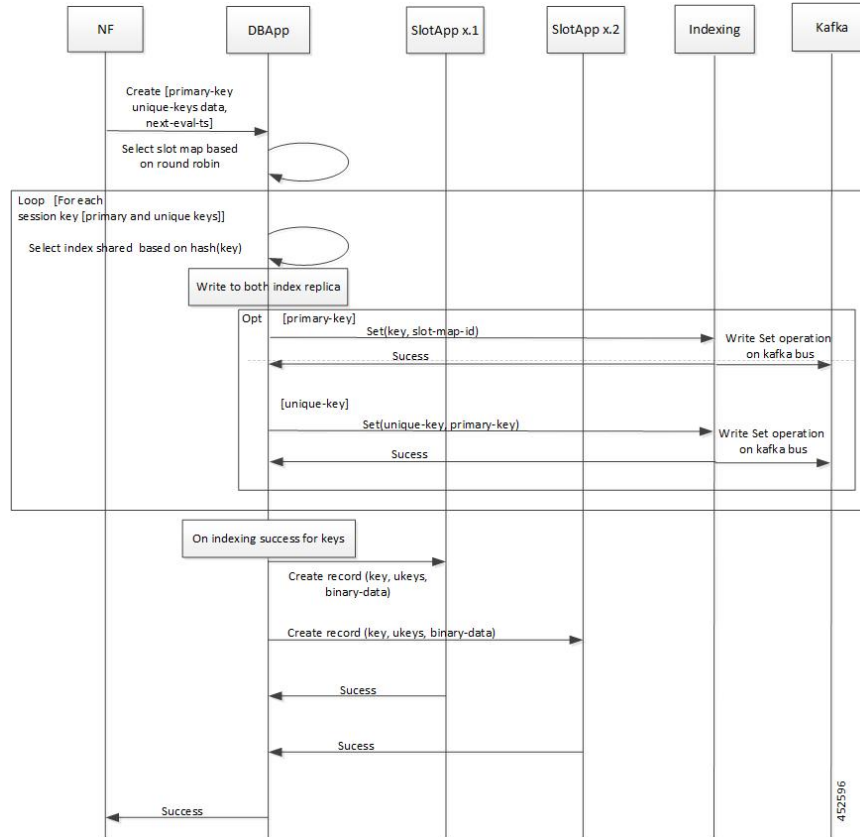 NF
DBApp
SlotApp x.1
SlotApp x.2
Indexing
Kafka
Create [primary-key
unique-keys data,
next-eval-ts]
Select slot map based
on round robin
Loop [For each
session key [primary and unique keys]]
Select index shared based on hash(key)
Write to both index replica
Opt [primary-key]
Set(key, slot-map-id)
Write Set operation
on kafka bus
Sucess
[unique-key]
Set(unique-key, primary-key)
Write Set operation
on kafka bus
Sucess
On indexing success for keys
Create record (key, ukeys,
binary-data)
Create record (key, ukeys, binary-data)
Sucess
Sucess
Success
452596